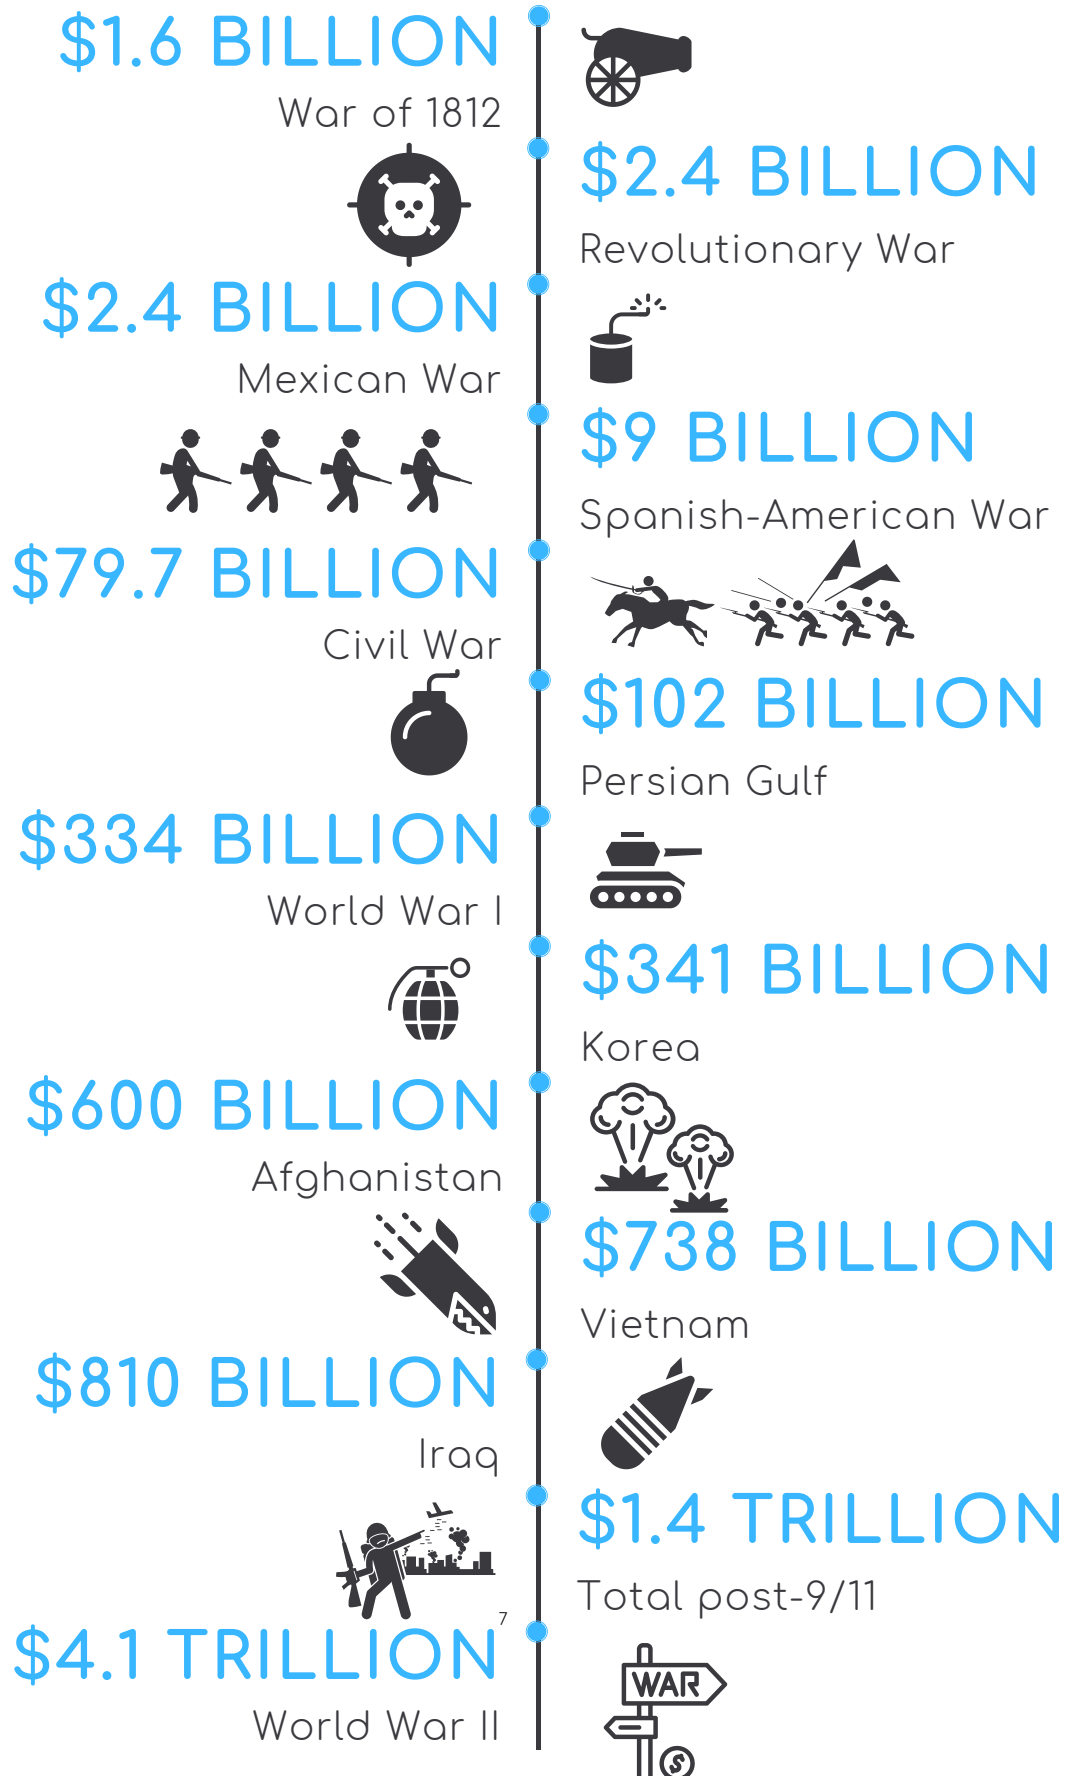 $1.6 BILLION
War of 1812
$2.4 BILLION
Revolutionary War
$2.4 BILLION
Mexican War
$9 BILLION
Spanish-American War
$79.7 BILLION
Civil War
$102 BILLION
Persian Gulf
$334 BILLION
World War I
$341 BILLION
Korea
$600 BILLION
Afghanistan
$738 BILLION
Vietnam
$810 BILLION
Iraq
$1.4 TRILLION
Total post-9/11
$4.1 TRILLION7
World War II
WAR
$